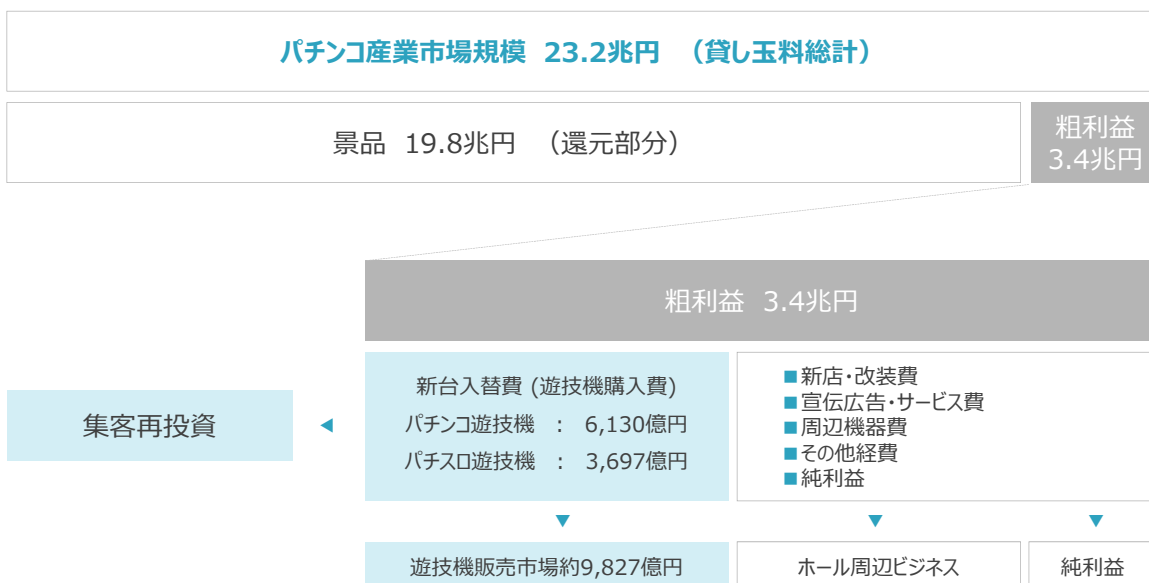 パチンコ産業市場規模 23.2兆円 （貸し玉料総計）
景品 19.8兆円 （還元部分）
粗利益
3.4兆円
粗利益 3.4兆円
新台入替費 (遊技機購入費)
パチンコ遊技機 : 6,130億円
パチスロ遊技機 : 3,697億円
■新店・改装費
■宣伝広告・サービス費
■周辺機器費
■その他経費
■純利益
集客再投資
遊技機販売市場約9,827億円
ホール周辺ビジネス
純利益